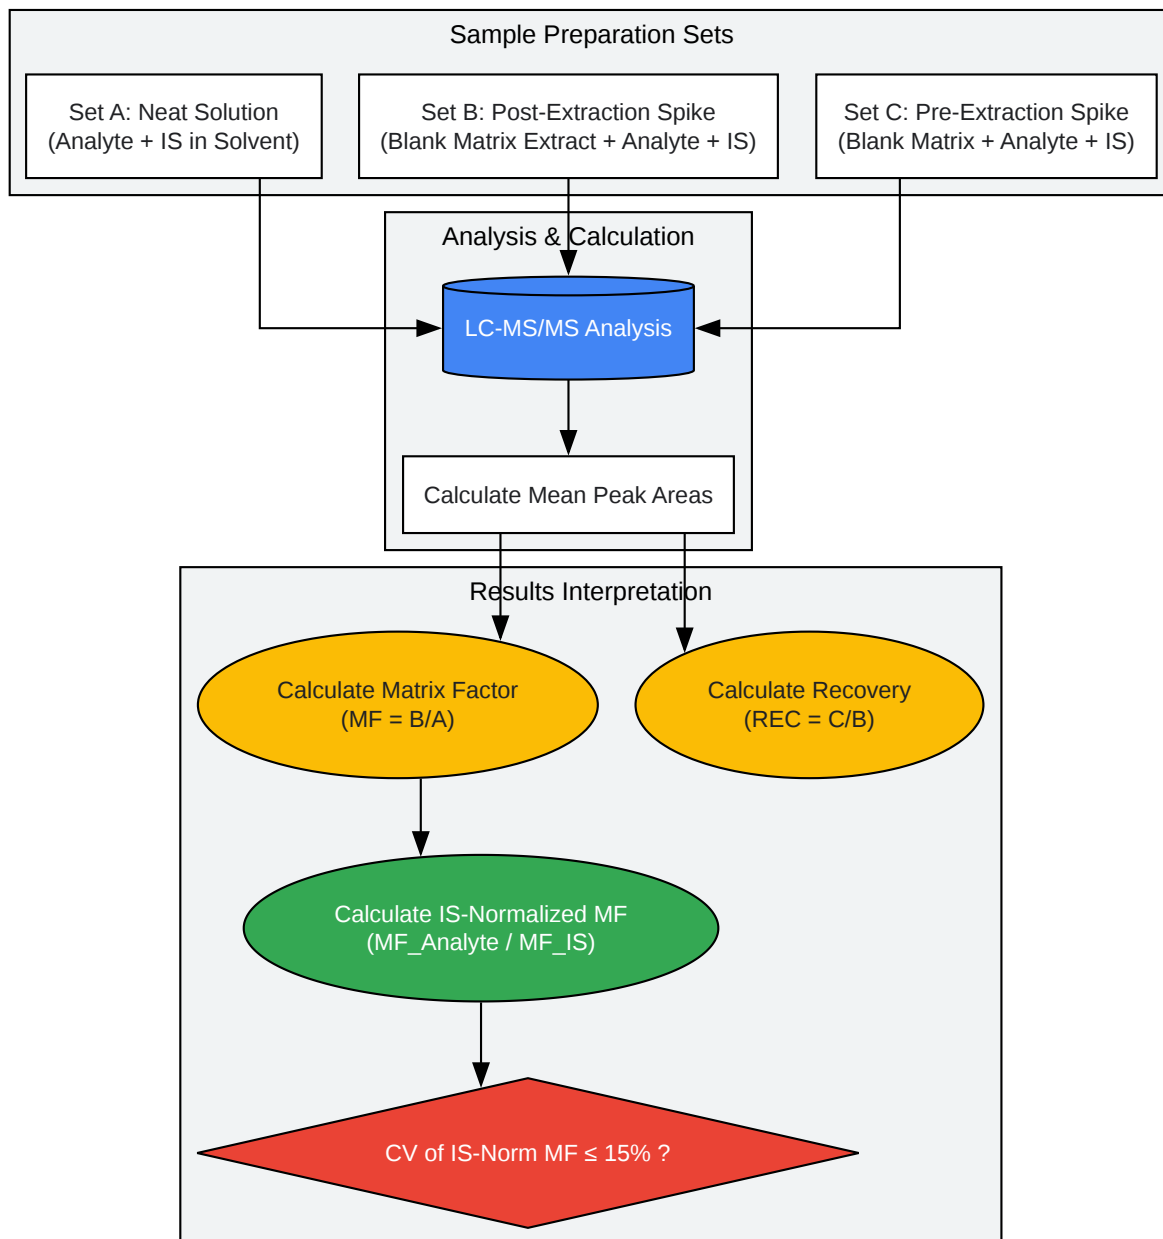 Sample Preparation Sets
Set A: Neat Solution
(Analyte + IS in Solvent)
Set B: Post-Extraction Spike
(Blank Matrix Extract + Analyte + IS)
Set C: Pre-Extraction Spike
(Blank Matrix + Analyte + IS)
Analysis & Calculation
LC-MS/MS Analysis
Calculate Mean Peak Areas
Results Interpretation
Calculate Matrix Factor
(MF = B/A)
Calculate Recovery
(REC = C/B)
Calculate IS-Normalized MF
(MF_Analyte / MF_IS)
CV of IS-Norm MF ≤ 15% ?